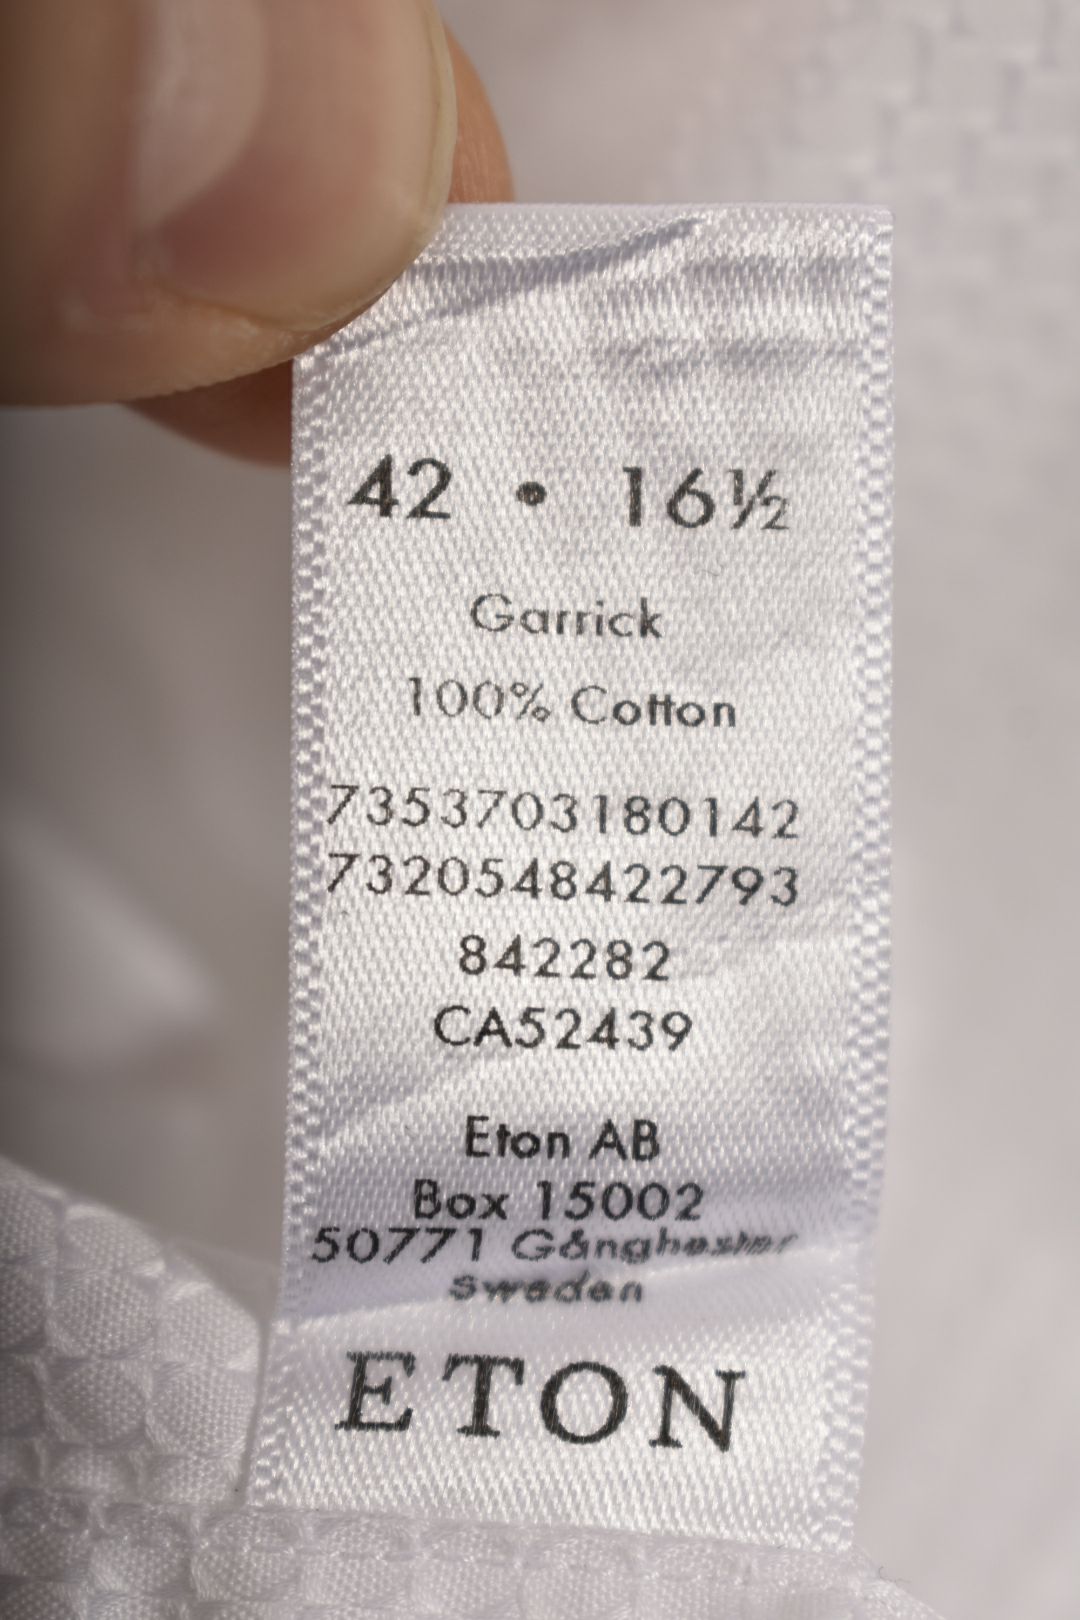 42 • 16½
Garrick
100% Cotton
7353703180142
7320548422793
842282
CA52439
Eton AB
Box 15002
50771 Gånghester
Sweden
ETON